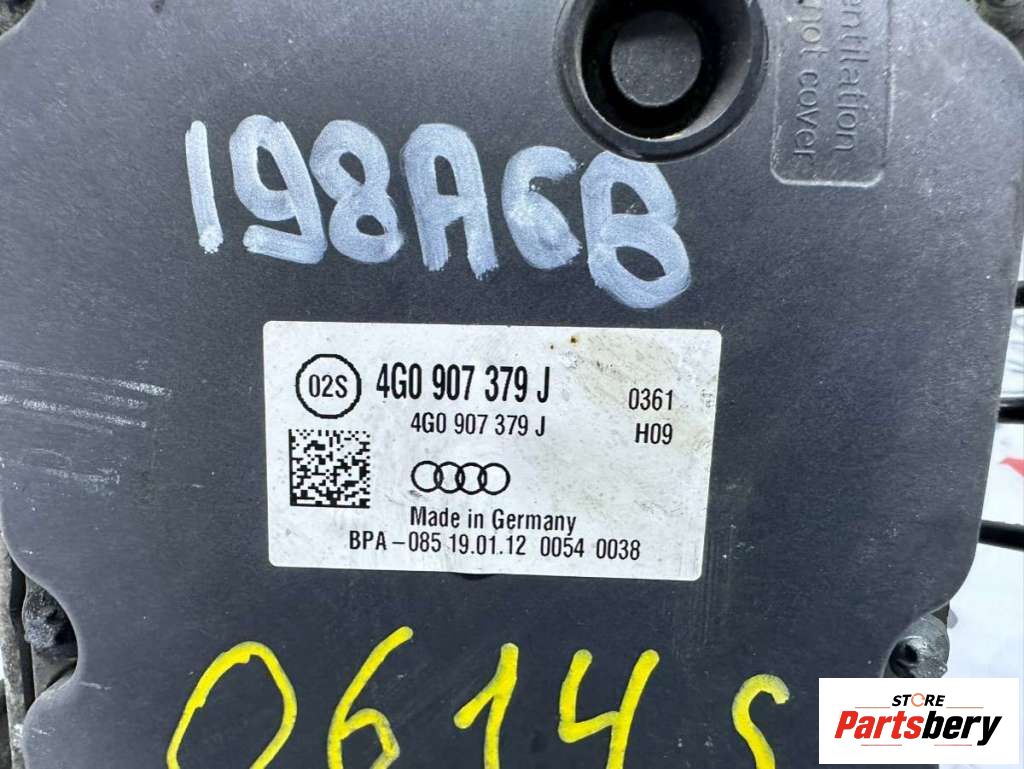 ventilation
not cover
198A6B
02S 4G0 907 379 J 0361
4G0 907 379 J H09
Made in Germany
BPA-085 19.01.12 0054 0038
0614
STORE
Partsbery